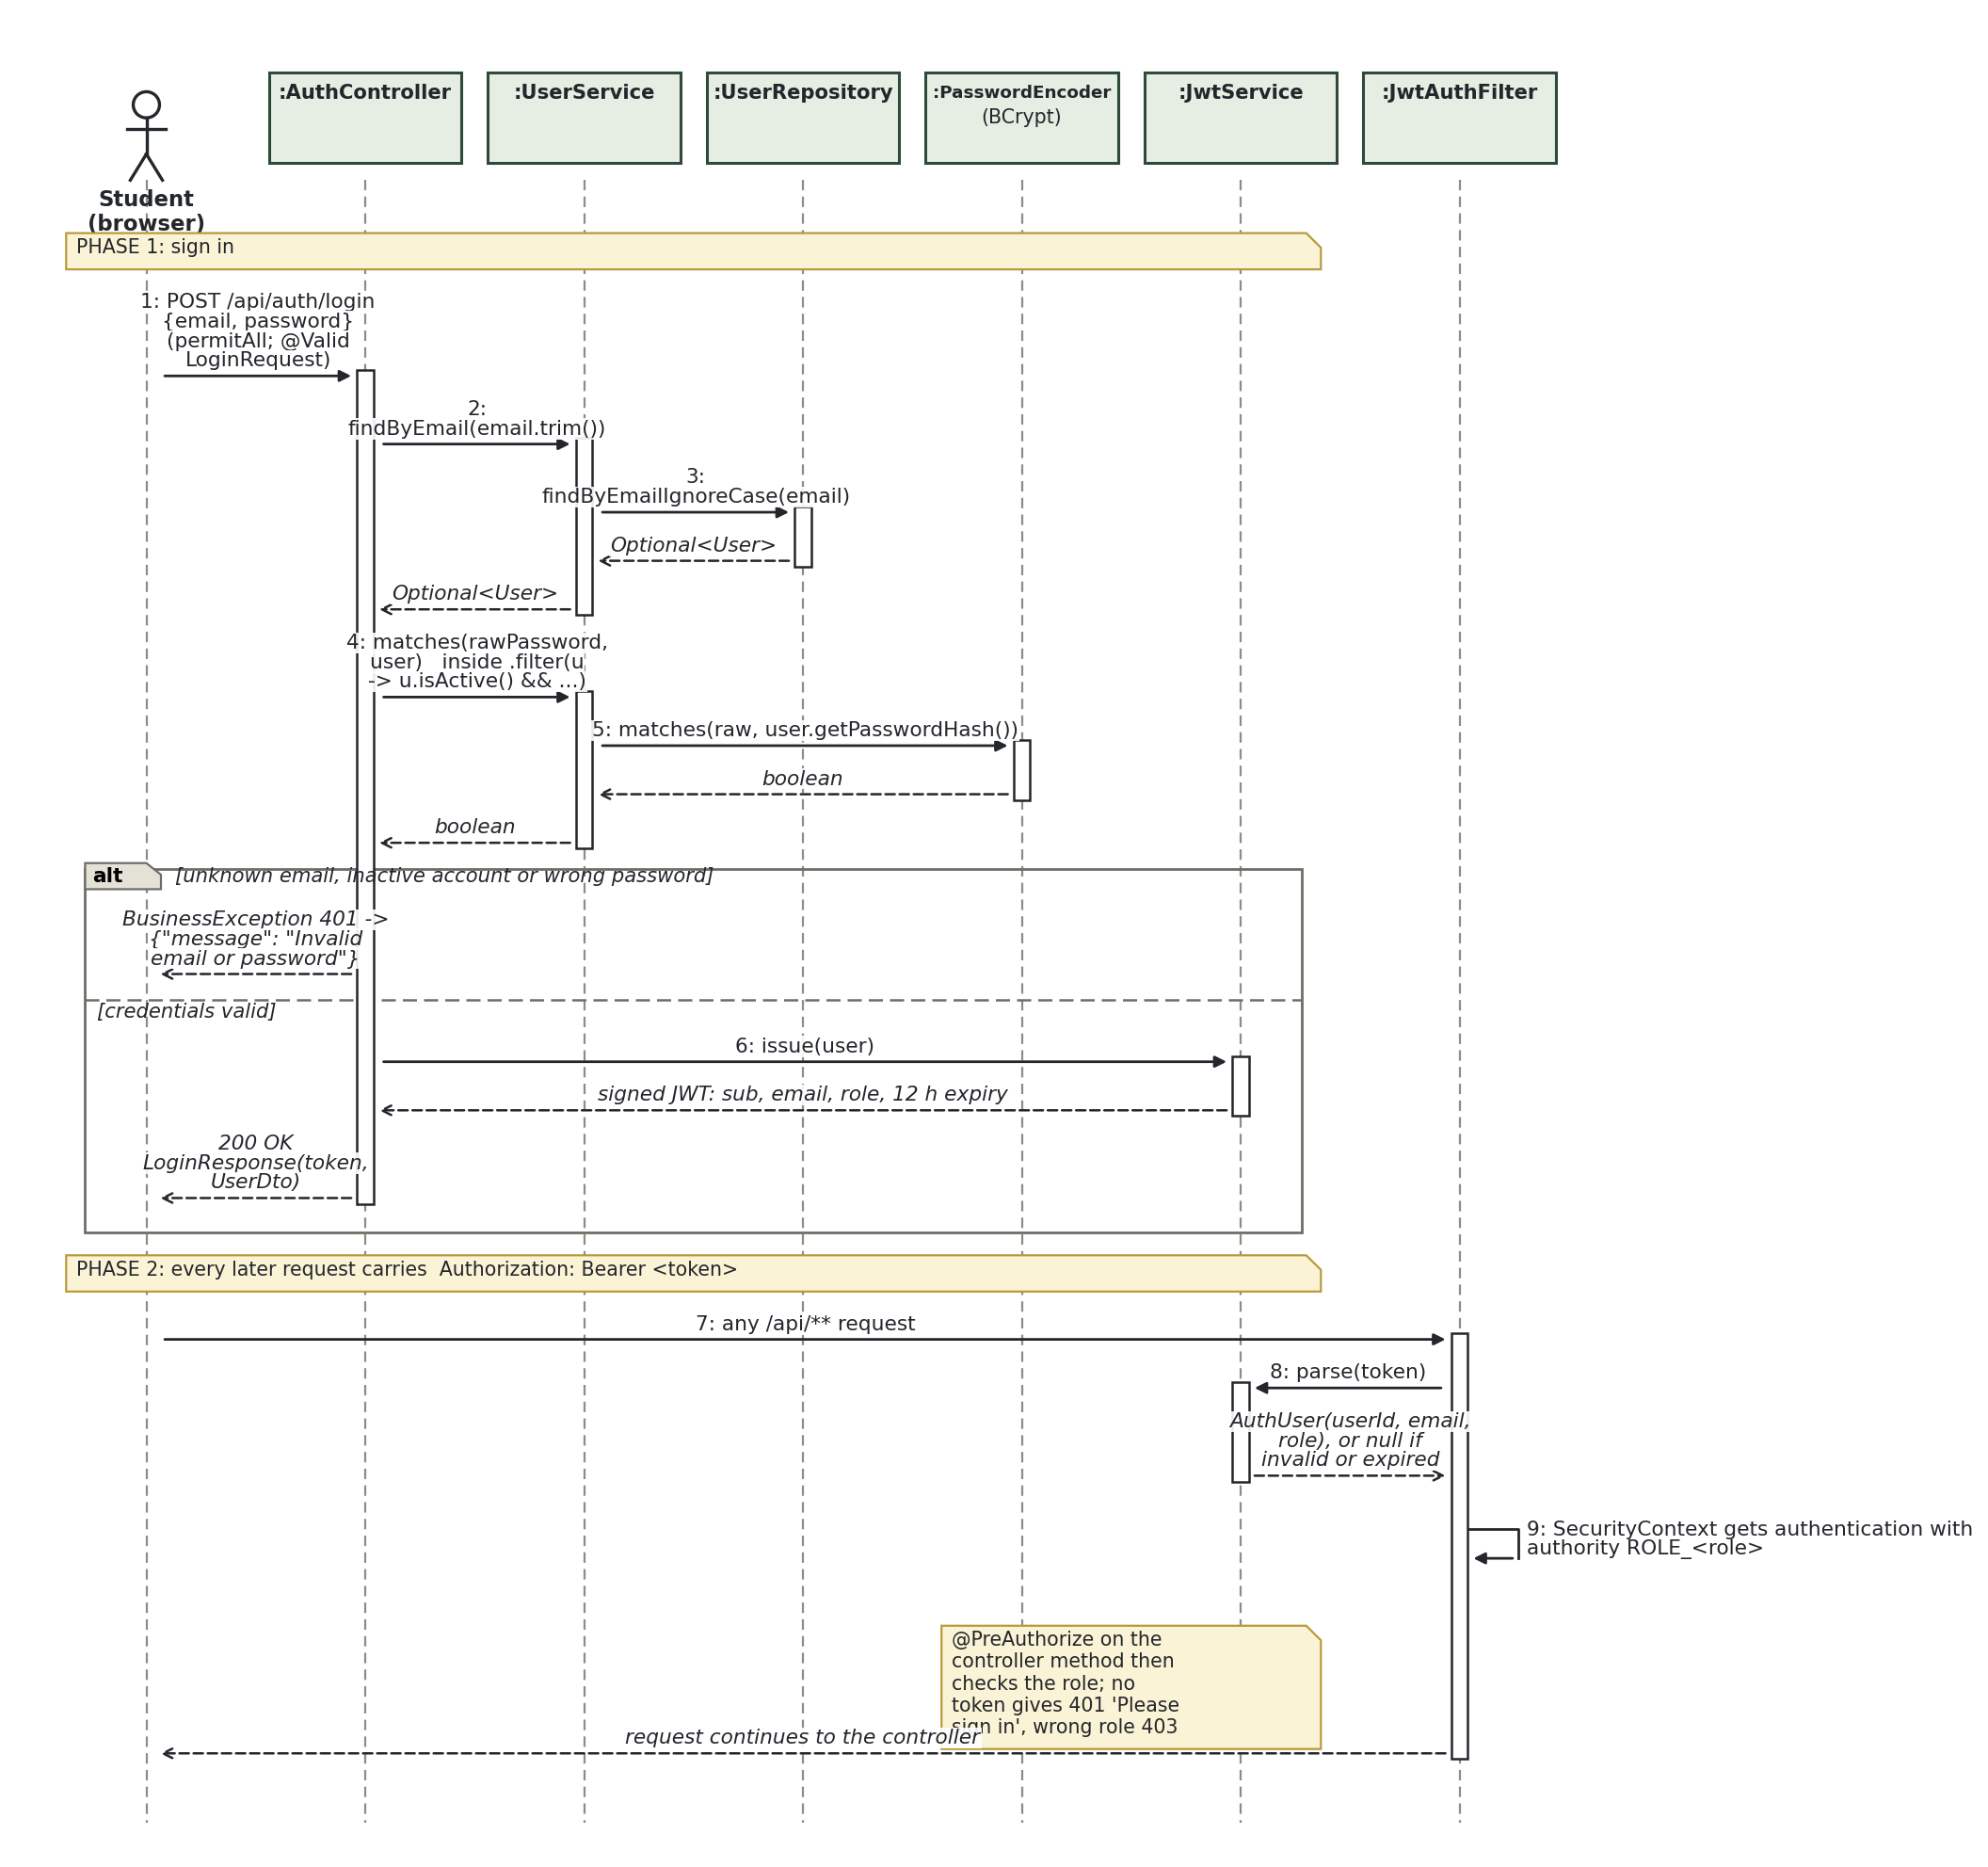 :AuthController
:UserService
:UserRepository
:PasswordEncoder
(BCrypt)
:JwtService
:JwtAuthFilter
Student
(browser)
PHASE 1: sign in
1: POST /api/auth/login
{email, password}
(permitAll; @Valid
LoginRequest)
2:
findByEmail(email.trim())
3:
findByEmailIgnoreCase(email)
Optional<User>
Optional<User>
4: matches(rawPassword,
user)   inside .filter(u
-> u.isActive() && ...)
5: matches(raw, user.getPasswordHash())
boolean
boolean
alt
[unknown email, inactive account or wrong password]
BusinessException 401 ->
{"message": "Invalid
email or password"}
[credentials valid]
6: issue(user)
signed JWT: sub, email, role, 12 h expiry
200 OK
LoginResponse(token,
UserDto)
PHASE 2: every later request carries  Authorization: Bearer <token>
7: any /api/** request
8: parse(token)
AuthUser(userId, email,
role), or null if
invalid or expired
9: SecurityContext gets authentication with
authority ROLE_<role>
@PreAuthorize on the
controller method then
checks the role; no
token gives 401 'Please
sign in', wrong role 403
request continues to the controller